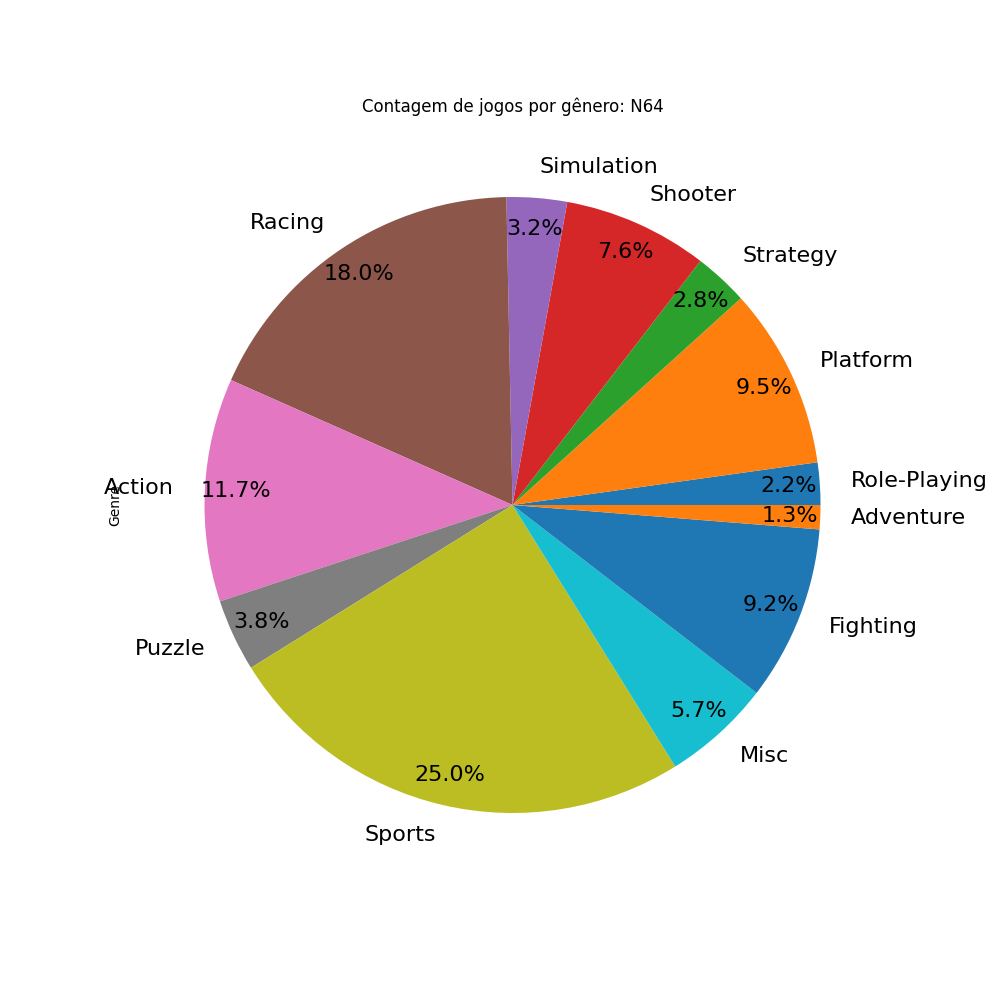 Contagem de jogos por gênero: N64
Simulation
3.2%
Shooter
7.6%
Strategy
2.8%
Platform
9.5%
Role-Playing
2.2%
Adventure
1.3%
Fighting
9.2%
Misc
5.7%
Sports
25.0%
Puzzle
3.8%
Action
11.7%
Racing
18.0%
Genre